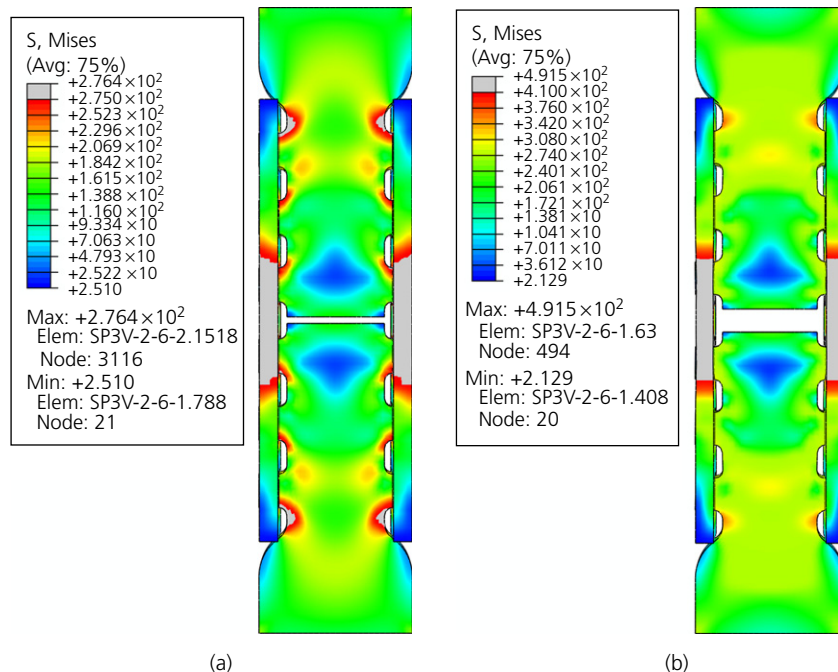 S, Mises
(Avg: 75%)
+2.764×10²
+2.750×10²
+2.523×10²
+2.296×10²
+2.069×10²
+1.842×10²
+1.615×10²
+1.388×10²
+1.160×10²
+9.334×10
+7.063×10
+4.793×10
+2.522×10
+2.510
Max: +2.764×10²
Elem: SP3V-2-6-2.1518
Node: 3116
Min: +2.510
Elem: SP3V-2-6-1.788
Node: 21
(a)
S, Mises
(Avg: 75%)
+4.915×10²
+4.100×10²
+3.760×10²
+3.420×10²
+3.080×10²
+2.740×10²
+2.401×10²
+2.061×10²
+1.721×10²
+1.381×10
+1.041×10
+7.011×10
+3.612×10
+2.129
Max: +4.915×10²
Elem: SP3V-2-6-1.63
Node: 494
Min: +2.129
Elem: SP3V-2-6-1.408
Node: 20
(b)